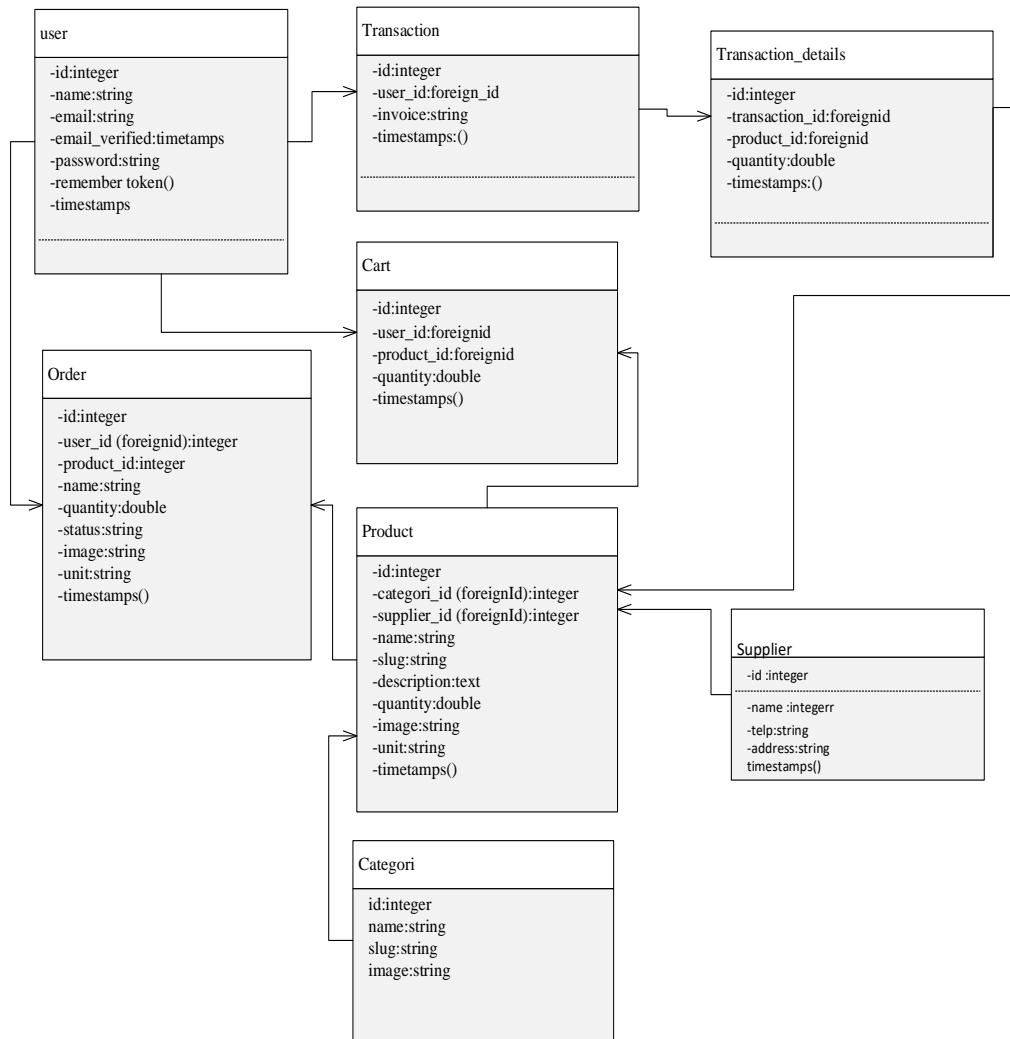 user
-id:integer
-name:string
-email:string
-email_verified:timetamps
-password:string
-remember token()
-timestamps
Transaction
-id:integer
-user_id:foreign_id
-invoice:string
-timestamps:()
Transaction_details
-id:integer
-transaction_id:foreignid
-product_id:foreignid
-quantity:double
-timestamps:()
Cart
-id:integer
-user_id:foreignid
-product_id:foreignid
-quantity:double
-timestamps()
Order
-id:integer
-user_id (foreignid):integer
-product_id:integer
-name:string
-quantity:double
-status:string
-image:string
-unit:string
-timestamps()
Product
-id:integer
-categori_id (foreignId):integer
-supplier_id (foreignId):integer
-name:string
-slug:string
-description:text
-quantity:double
-image:string
-unit:string
-timetamps()
Supplier
-id :integer
-name :integerr
-telp:string
-address:string
timestamps()
Categori
id:integer
name:string
slug:string
image:string